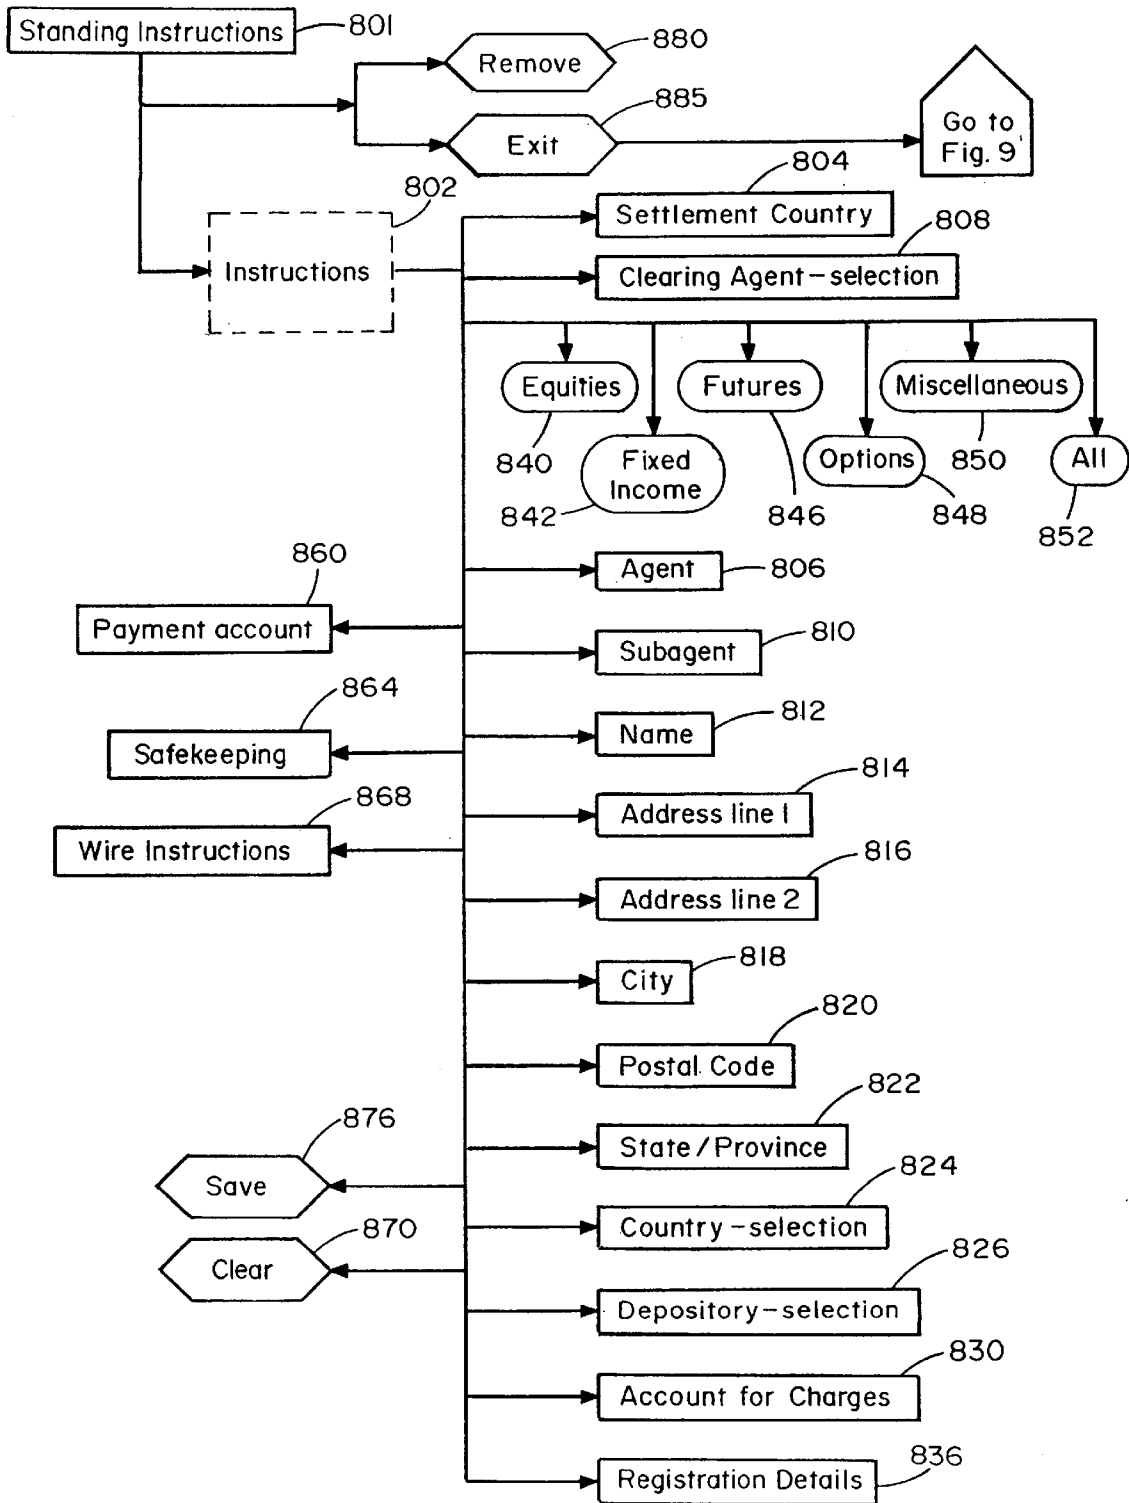 Standing Instructions
801
Remove
880
Exit
885
Go to
Fig. 9
Instructions
802
Settlement Country
804
Clearing Agent-selection
808
Equities
840
Fixed
Income
842
Futures
846
Options
848
Miscellaneous
850
All
852
Agent
806
Payment account
860
Subagent
810
Safekeeping
864
Name
812
Wire Instructions
868
Address line 1
814
Address line 2
816
City
818
Postal Code
820
State/Province
822
Save
876
Country-selection
824
Clear
870
Depository-selection
826
Account for Charges
830
Registration Details
836